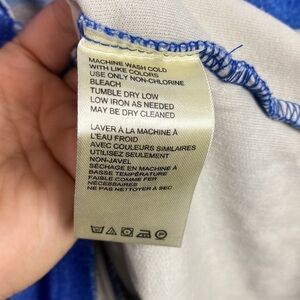 MACHINE WASH COLD
WITH LIKE COLORS
USE ONLY NON-CHLORINE
BLEACH
TUMBLE DRY LOW
LOW IRON AS NEEDED
MAY BE DRY CLEANED
LAVER À LA MACHINE À
L'EAU FROID
AVEC COULEURS SIMILAIRES
UTILISEZ SEULEMENT
NON-JAVEL
SÉCHAGE EN MACHINE À
BASSE TEMPÉRATURE
FAIBLE COMME FER
NÉCESSAIRES
NE PAS NETTOYER À SEC